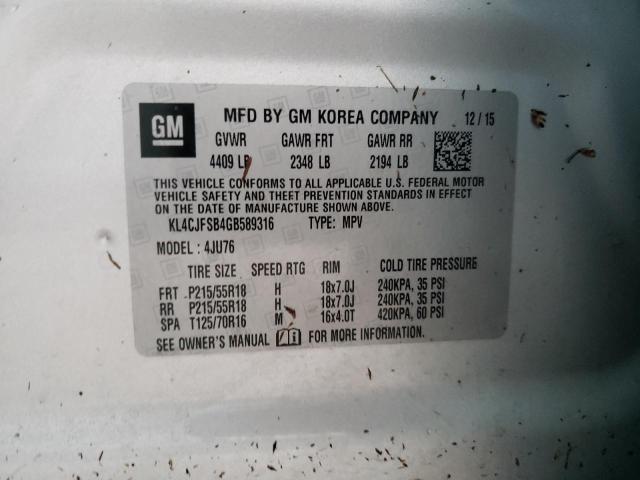 GM
MFD BY GM KOREA COMPANY 12/15
GVWR GAWR FRT GAWR RR
4409 LB 2348 LB 2194 LB
THIS VEHICLE CONFORMS TO ALL APPLICABLE U.S. FEDERAL MOTOR
VEHICLE SAFETY AND THEFT PREVENTION STANDARDS IN EFFECT
ON THE DATE OF MANUFACTURE SHOWN ABOVE.
KL4CJFSB4GB589316 TYPE: MPV
MODEL: 4JU76
TIRE SIZE SPEED RTG RIM COLD TIRE PRESSURE
FRT P215/55R18 H 18x7.0J 240KPA, 35 PSI
RR P215/55R18 H 18x7.0J 240KPA, 35 PSI
SPA T125/70R16 M 16x4.0T 420KPA, 60 PSI
SEE OWNER'S MANUAL FOR MORE INFORMATION.